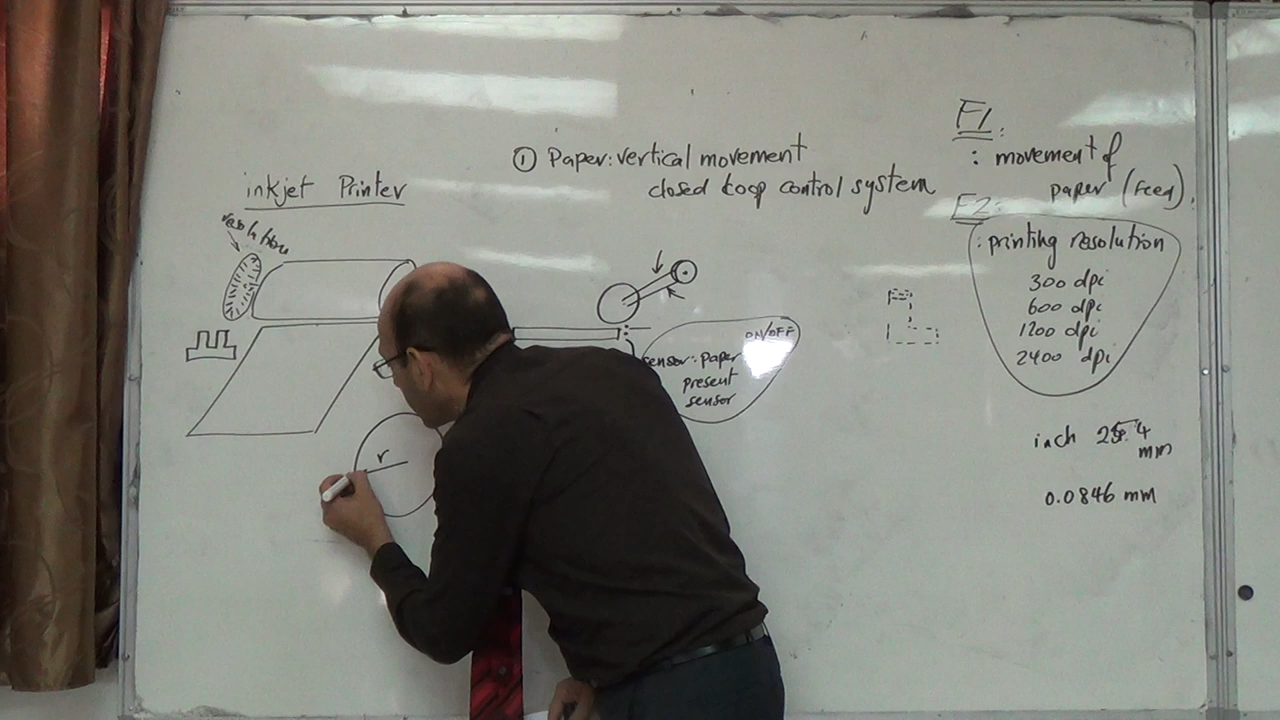 F1:
① Paper: vertical movement
: movement of
closed loop control system
paper (feed).
inkjet Printer
F2:
resolution
: printing resolution
300 dpi
600 dpi
1200 dpi
2400 dpi
ON/OFF
sensor: paper
present
sensor
inch 25.4
mm
r
0.0846 mm